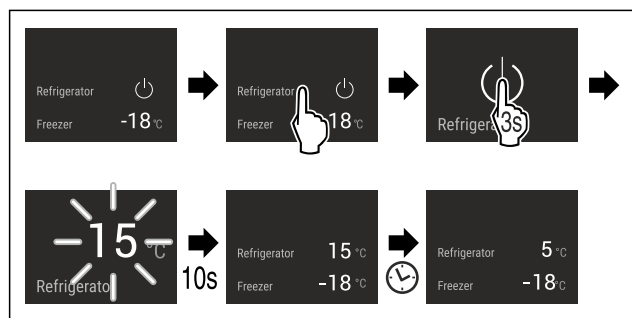 Refrigerator
Freezer -18 °C
Refrigerator
Freezer 18 °C
Refrigera 3s
15 °C
Refrigerato
10s
Refrigerator 15 °C
Freezer -18 °C
Refrigerator 5 °C
Freezer -18 °C